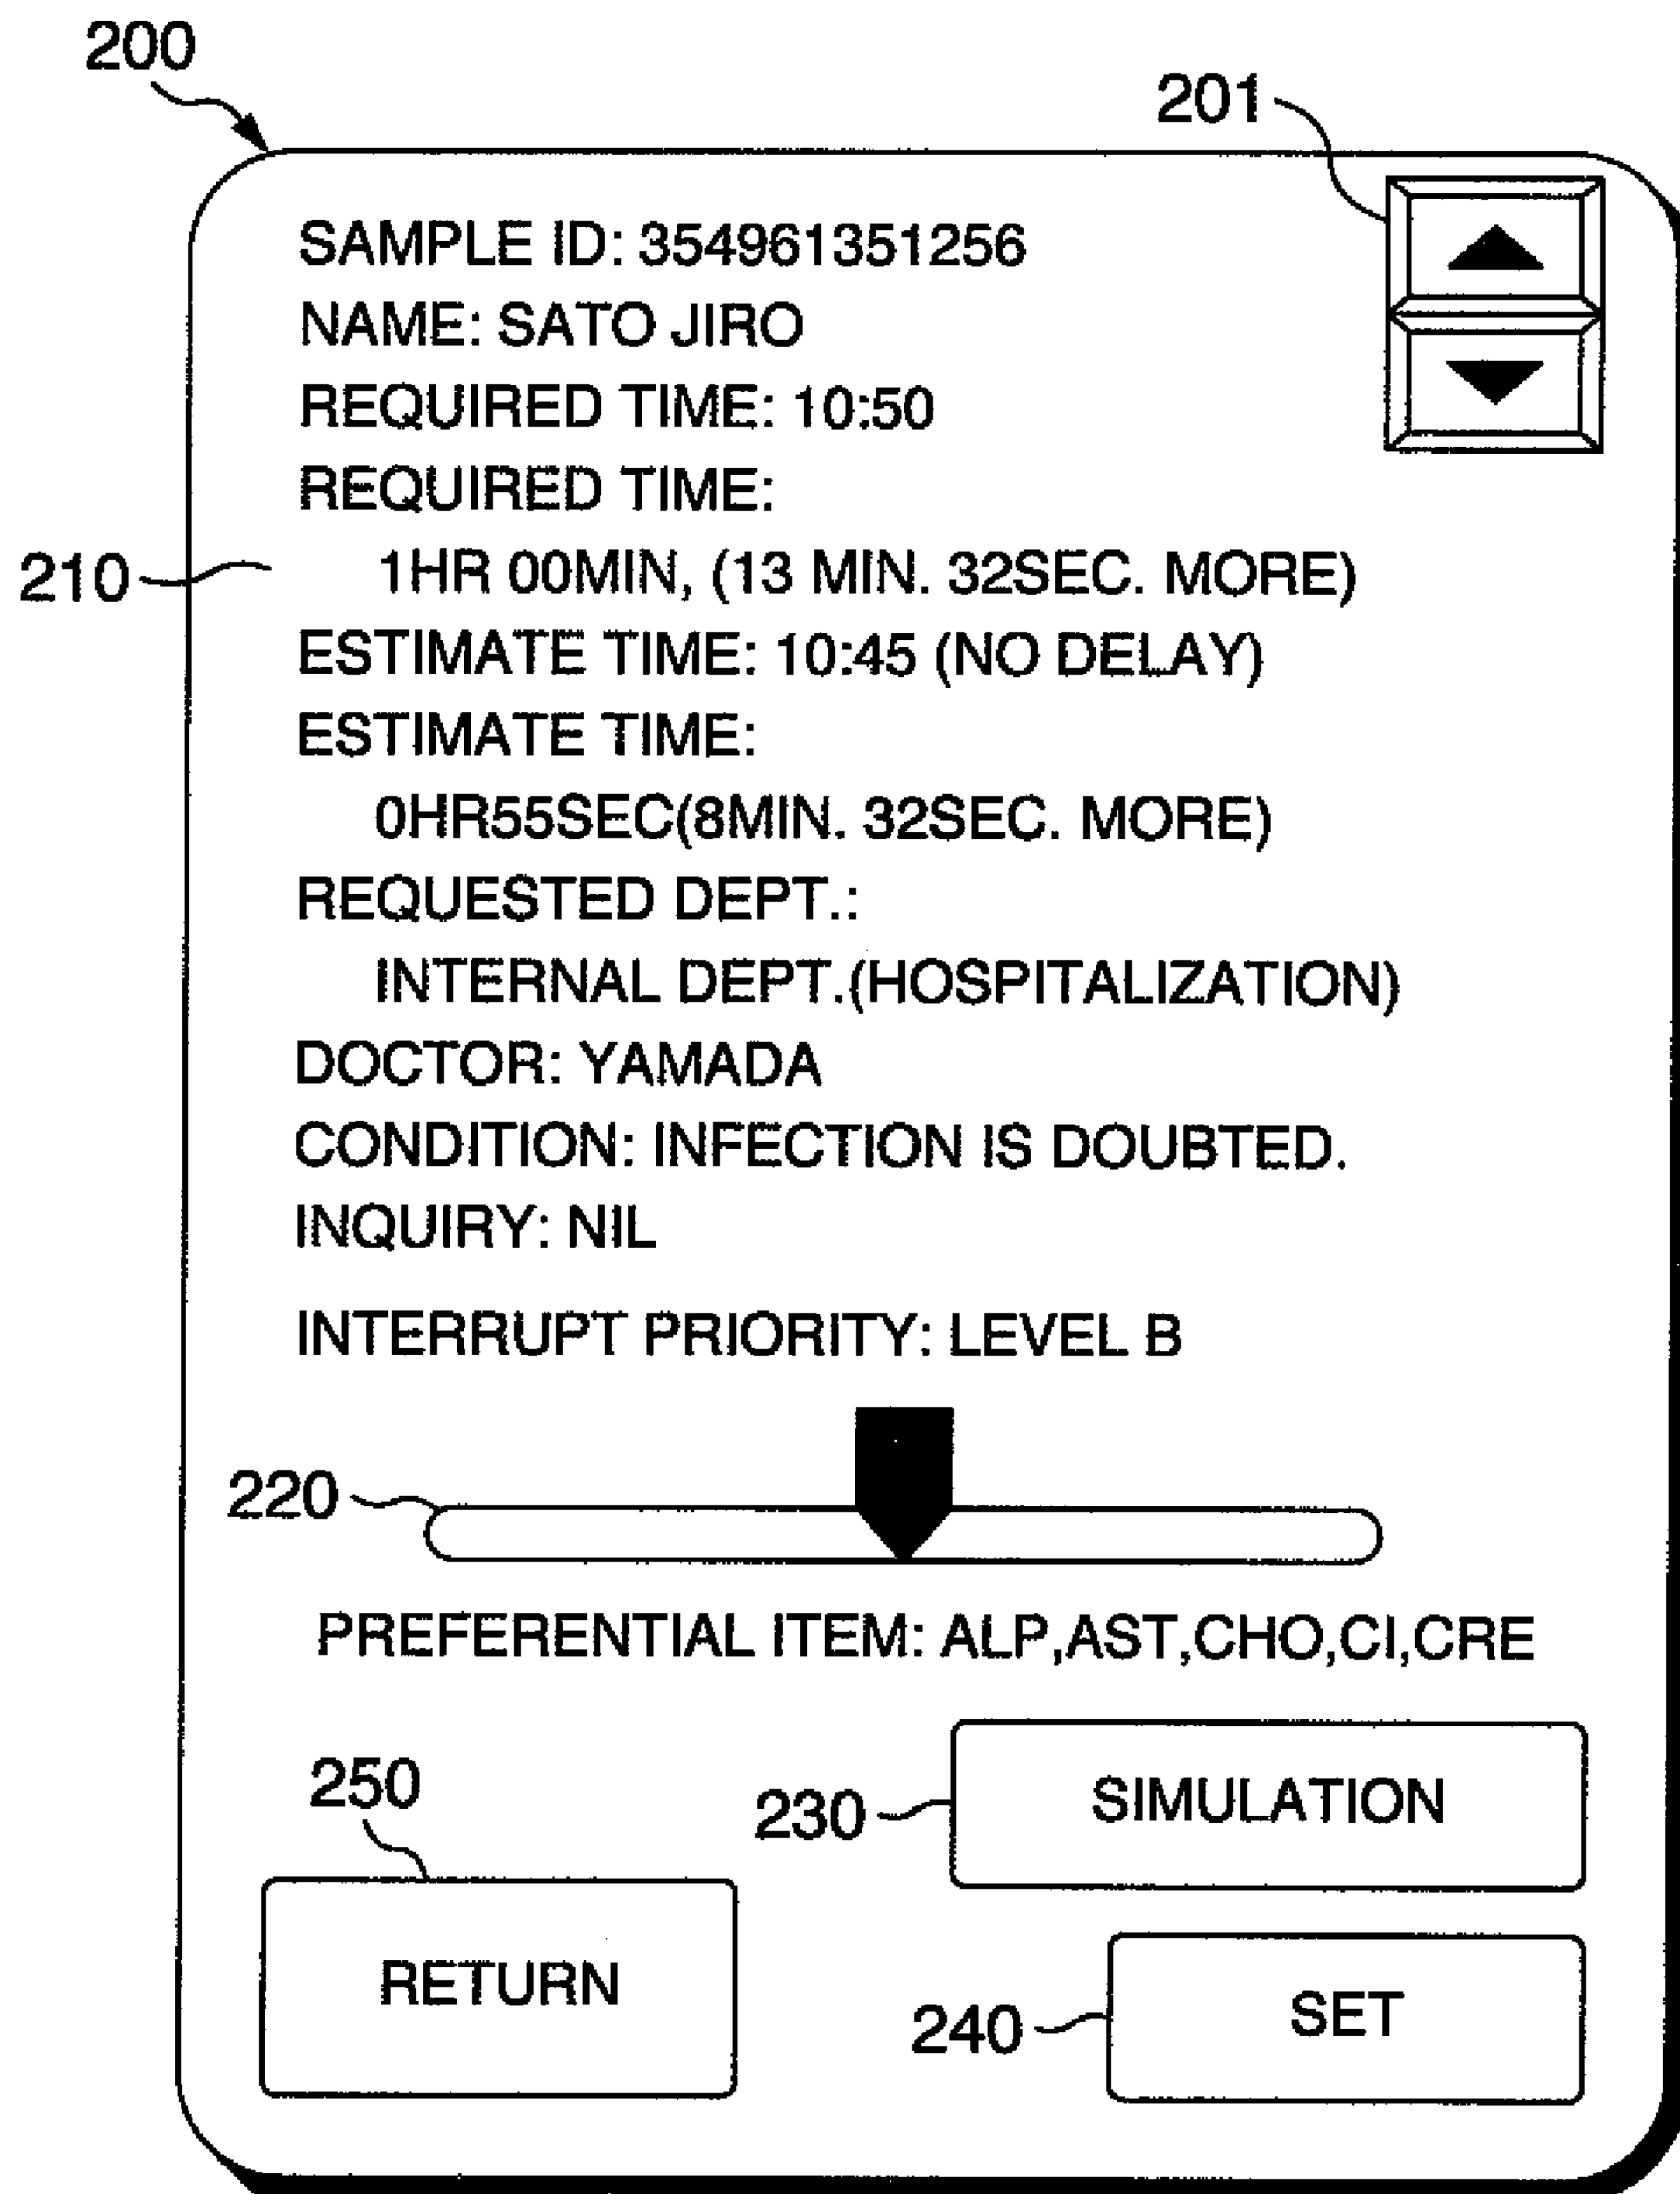 200
201
SAMPLE ID: 354961351256
NAME: SATO JIRO
REQUIRED TIME: 10:50
REQUIRED TIME:
210
1HR 00MIN, (13 MIN. 32SEC. MORE)
ESTIMATE TIME: 10:45 (NO DELAY)
ESTIMATE TIME:
0HR55SEC(8MIN. 32SEC. MORE)
REQUESTED DEPT.:
INTERNAL DEPT.(HOSPITALIZATION)
DOCTOR: YAMADA
CONDITION: INFECTION IS DOUBTED.
INQUIRY: NIL
INTERRUPT PRIORITY: LEVEL B
220
PREFERENTIAL ITEM: ALP,AST,CHO,CI,CRE
250
230
SIMULATION
RETURN
240
SET